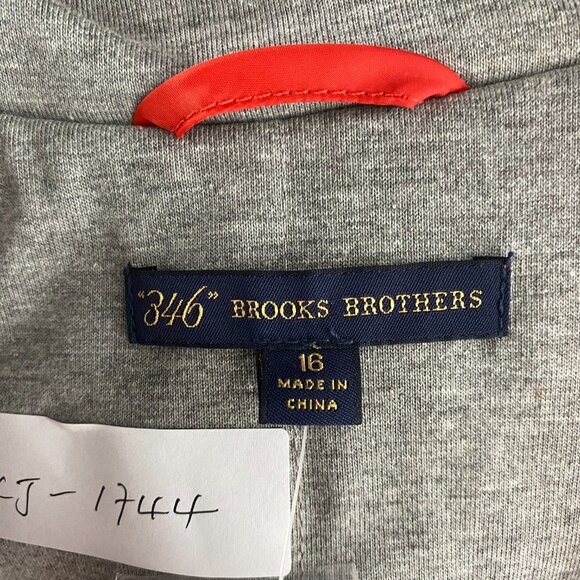 "346" BROOKS BROTHERS
16
MADE IN
CHINA
J-1744